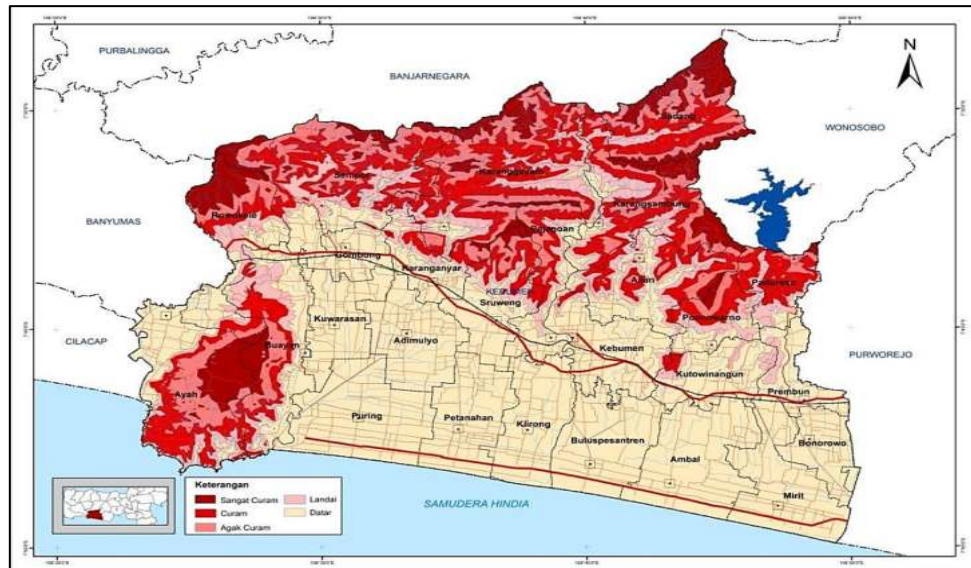 PURBALINGGA
BANJARNEGARA
N
WONOSOBO
Sadang
Sempor
Karanggayam
BANYUMAS
Rowokele
Karangsambung
Pejagoan
Gombong
Karanganyar
Alian
Padureso
KEBUMEN
Sruweng
Poncowarno
CILACAP
Kuwarasan
Adimulyo
Buayan
Kebumen
PURWOREJO
Kutowinangun
Ayah
Prembun
Puring
Petanahan
Klirong
Buluspesantren
Bonorowo
Ambal
Mirit
SAMUDERA HINDIA
Keterangan
Sangat Curam
Landai
Curam
Datar
Agak Curam